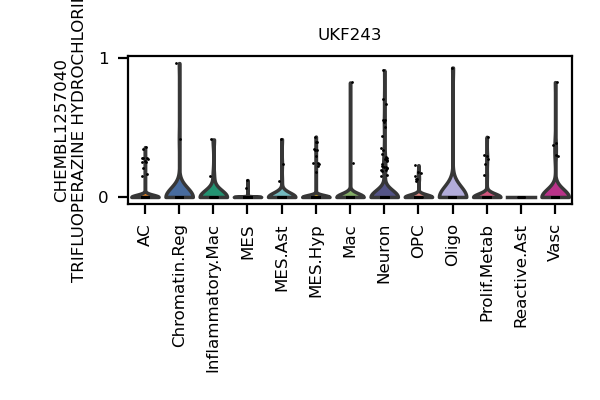 UKF243
CHEMBL1257040
TRIFLUOPERAZINE
1
0
AC
Chromatin.Reg
Inflammatory.Mac
MES
MES.Ast
MES.Hyp
Mac
Neuron
OPC
Oligo
Prolif.Metab
Reactive.Ast
Vasc